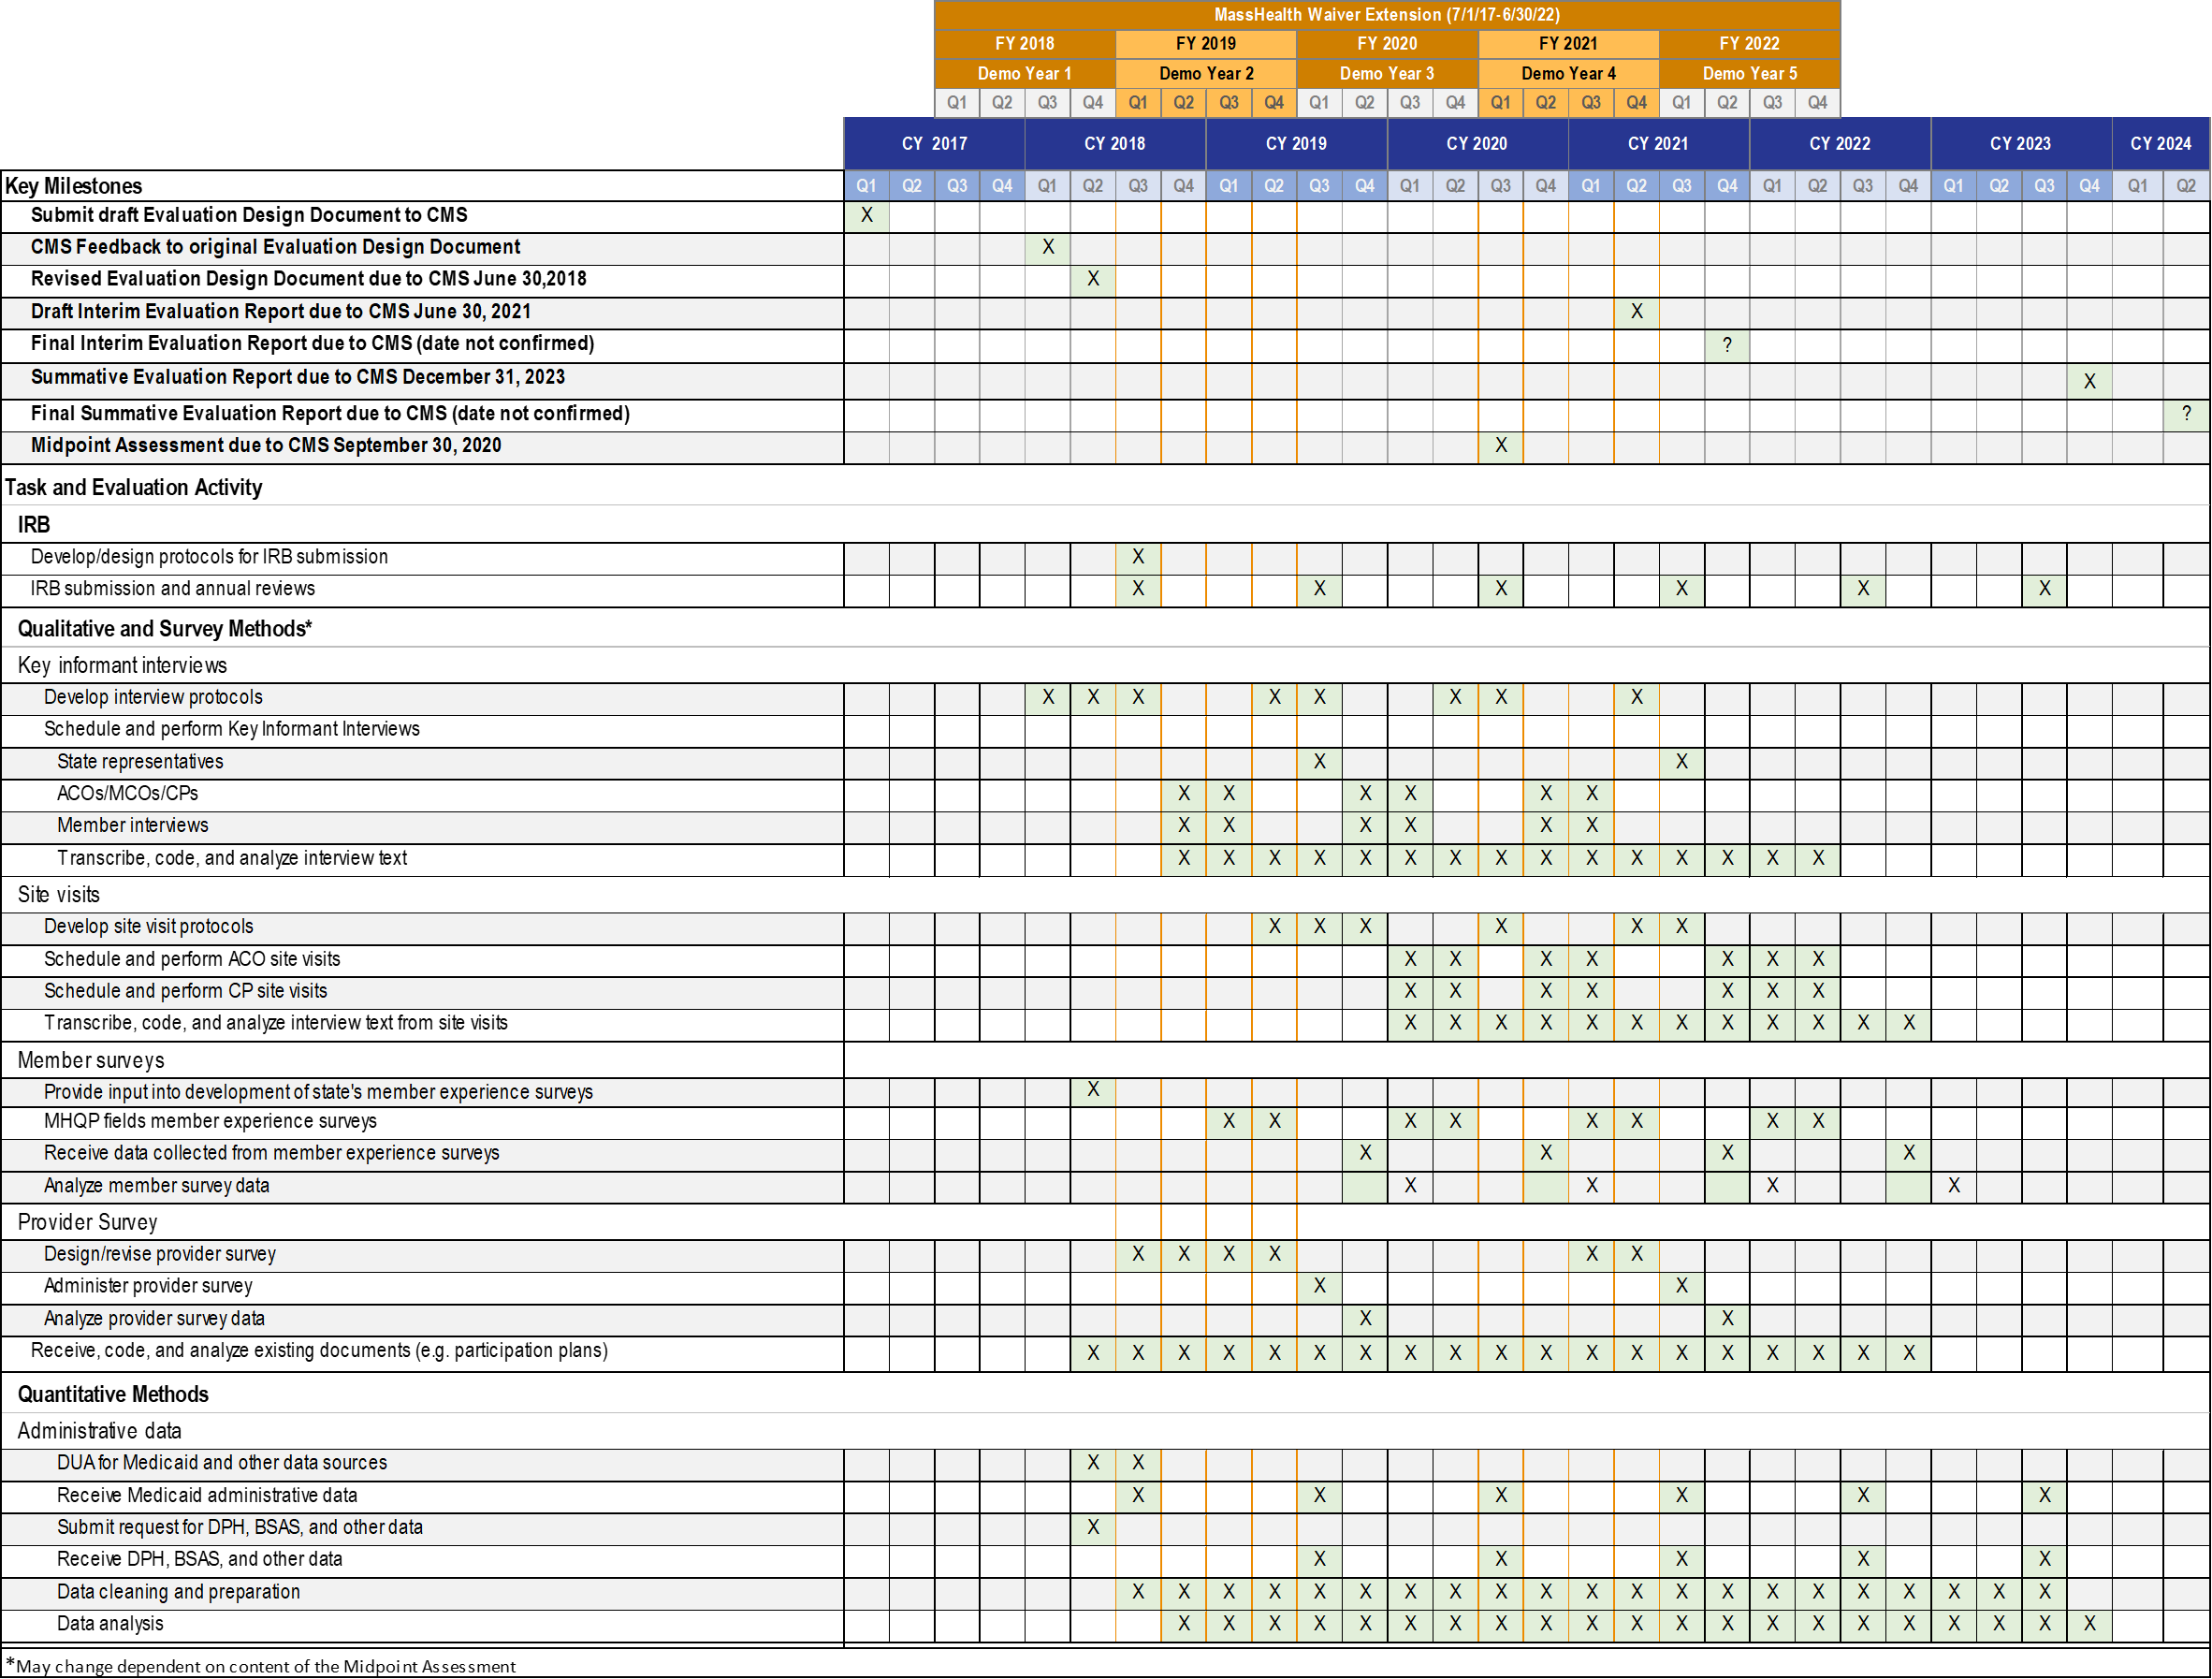 MassHealth Waiver Extension (7/1/17-6/30/22)
FY 2018 FY 2019 FY 2020 FY 2021 FY 2022
Demo Year 1 Demo Year 2 Demo Year 3 Demo Year 4 Demo Year 5
Q1 Q2 Q3 Q4 Q1 Q2 Q3 Q4 Q1 Q2 Q3 Q4 Q1 Q2 Q3 Q4 Q1 Q2 Q3 Q4
CY 2017 CY 2018 CY 2019 CY 2020 CY 2021 CY 2022 CY 2023 CY 2024
Key Milestones Q1 Q2 Q3 Q4 Q1 Q2 Q3 Q4 Q1 Q2 Q3 Q4 Q1 Q2 Q3 Q4 Q1 Q2 Q3 Q4 Q1 Q2 Q3 Q4 Q1 Q2 Q3 Q4 Q1 Q2
Submit draft Evaluation Design Document to CMS X
CMS Feedback to original Evaluation Design Document X
Revised Evaluation Design Document due to CMS June 30,2018 X
Draft Interim Evaluation Report due to CMS June 30, 2021 X
Final Interim Evaluation Report due to CMS (date not confirmed) ?
Summative Evaluation Report due to CMS December 31, 2023 X
Final Summative Evaluation Report due to CMS (date not confirmed) ?
Midpoint Assessment due to CMS September 30, 2020 X
Task and Evaluation Activity
IRB
Develop/design protocols for IRB submission X
IRB submission and annual reviews X X X X X X
Qualitative and Survey Methods*
Key informant interviews
Develop interview protocols X X X X X X X X
Schedule and perform Key Informant Interviews
State representatives X X
ACOs/MCOs/CPs X X X X X X
Member interviews X X X X X X
Transcribe, code, and analyze interview text X X X X X X X X X X X X X X X
Site visits
Develop site visit protocols X X X X X X
Schedule and perform ACO site visits X X X X X X X
Schedule and perform CP site visits X X X X X X X
Transcribe, code, and analyze interview text from site visits X X X X X X X X X X X X
Member surveys
Provide input into development of state's member experience surveys X
MHQP fields member experience surveys X X X X X X X X
Receive data collected from member experience surveys X X X X
Analyze member survey data X X X X
Provider Survey
Design/revise provider survey X X X X X X
Administer provider survey X X
Analyze provider survey data X X
Receive, code, and analyze existing documents (e.g. participation plans) X X X X X X X X X X X X X X X X X X X
Quantitative Methods
Administrative data
DUA for Medicaid and other data sources X X
Receive Medicaid administrative data X X X X X X
Submit request for DPH, BSAS, and other data X
Receive DPH, BSAS, and other data X X X X X
Data cleaning and preparation X X X X X X X X X X X X X X X X X X X X X
Data analysis X X X X X X X X X X X X X X X X X X X X X
*May change dependent on content of the Midpoint Assessment